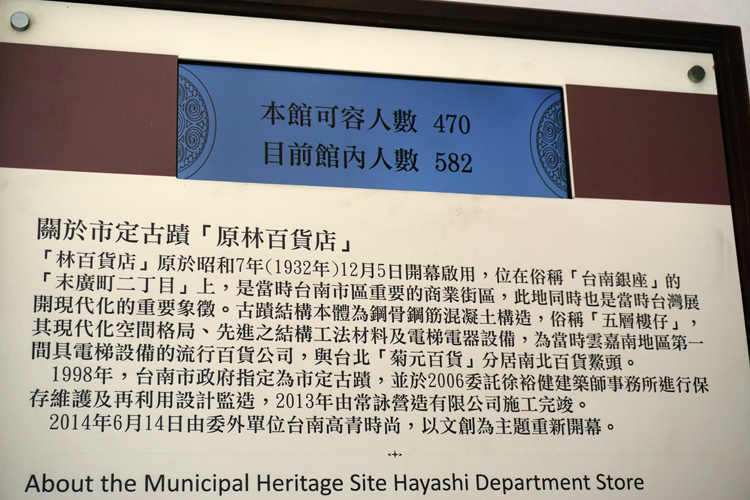 本館可容人數 470
目前館內人數 582
關於市定古蹟「原林百貨店」
「林百貨店」原於昭和7年(1932年)12月5日開幕啟用，位在俗稱「台南銀座」的
「末廣町二丁目」上，是當時台南市區重要的商業街區，此地同時也是當時台灣展
開現代化的重要象徵。古蹟結構本體為鋼骨鋼筋混凝土構造，俗稱「五層樓仔」，
其現代化空間格局、先進之結構工法材料及電梯電器設備，為當時雲嘉南地區第一
間具電梯設備的流行百貨公司，與台北「菊元百貨」分居南北百貨鰲頭。
1998年，台南市政府指定為市定古蹟，並於2006委託徐裕健建築師事務所進行保
存維護及再利用設計監造，2013年由常詠營造有限公司施工完竣。
2014年6月14日由委外單位台南高青時尚，以文創為主題重新開幕。
About the Municipal Heritage Site Hayashi Department Store